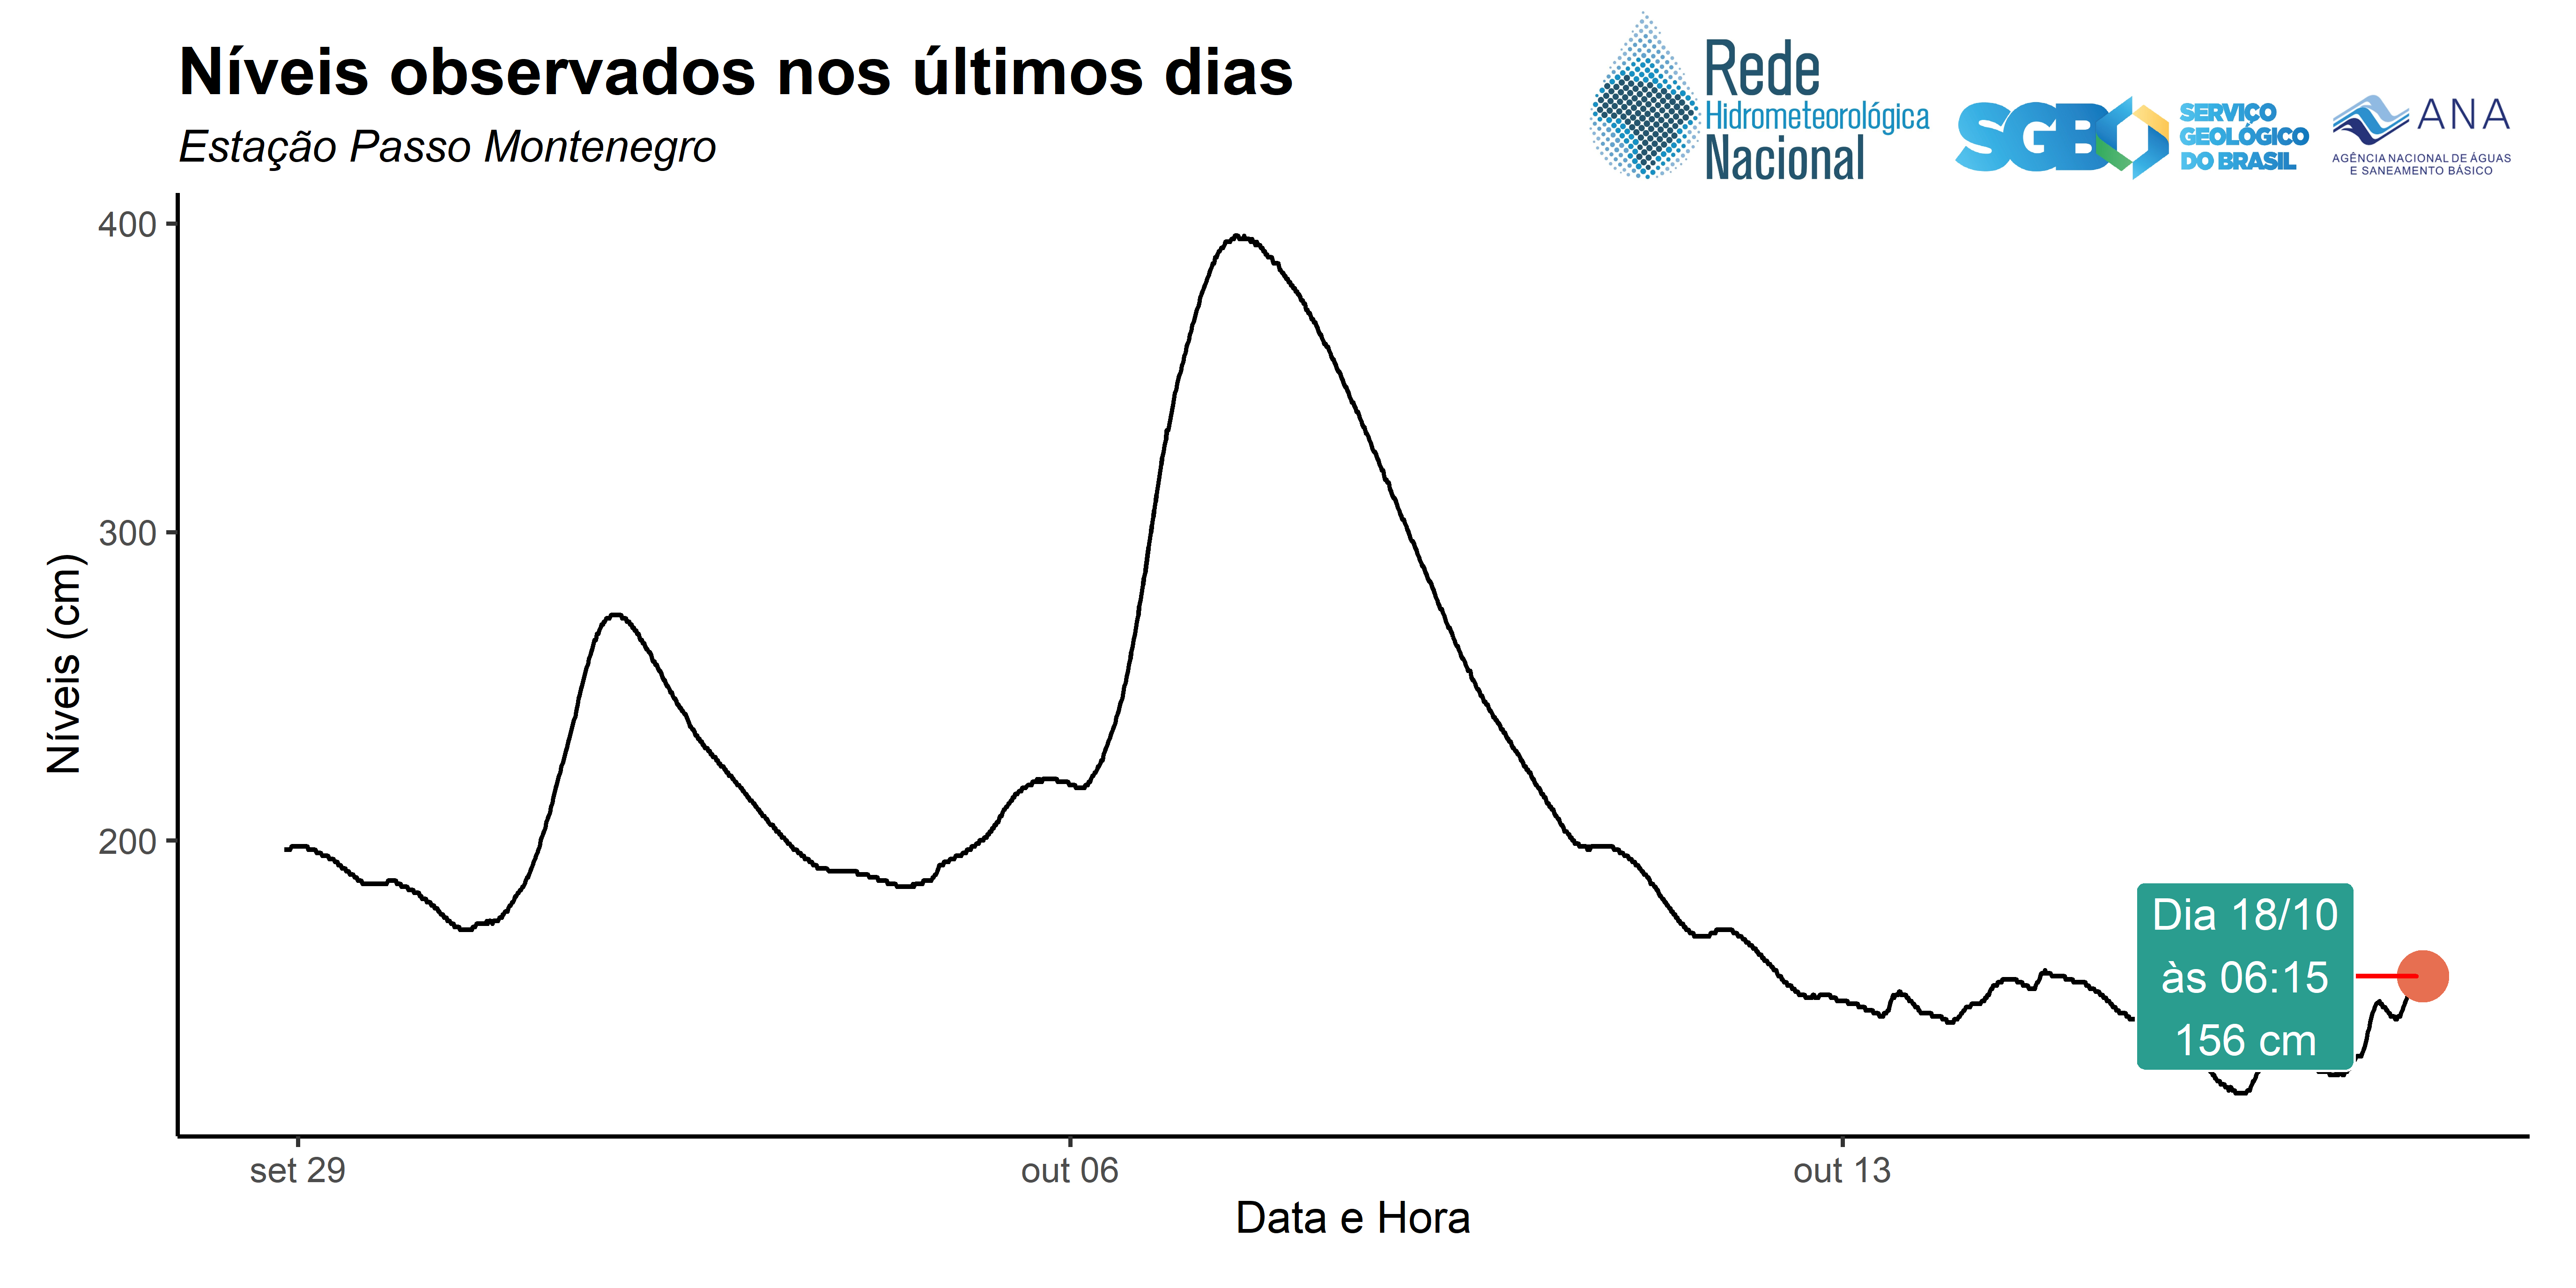 Níveis observados nos últimos dias
Estação Passo Montenegro
Rede
Hidrometeorológica
Nacional
SGB
SERVIÇO
GEOLÓGICO
DO BRASIL
ANA
AGÊNCIA NACIONAL DE ÁGUAS
E SANEAMENTO BÁSICO
400
300
200
Níveis (cm)
Dia 18/10
às 06:15
156 cm
set 29
out 06
out 13
Data e Hora